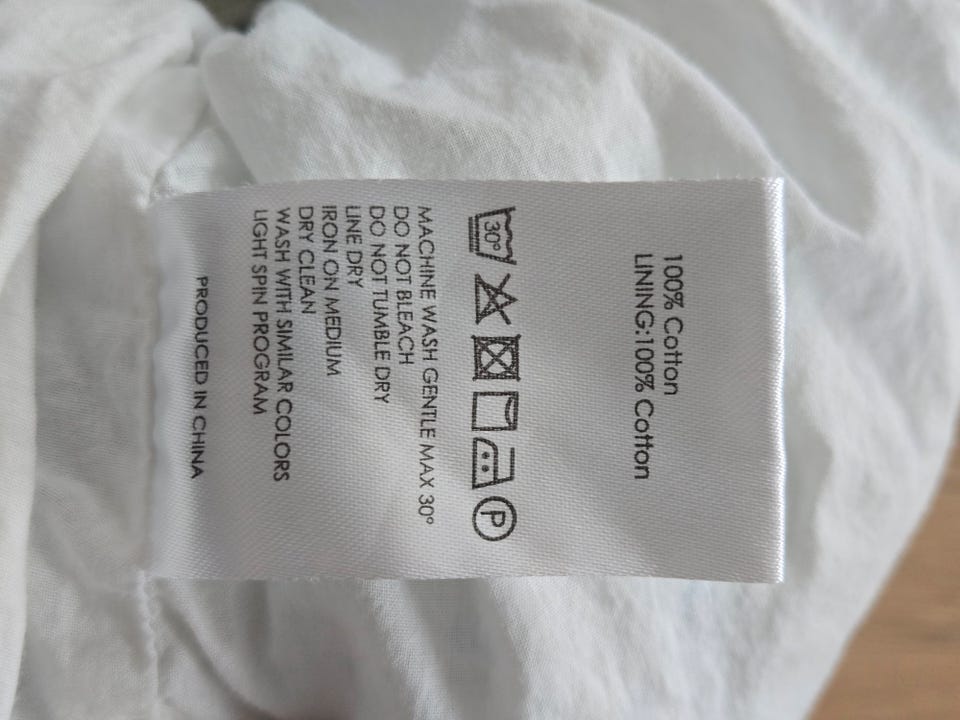 100% Cotton
LINING:100% Cotton
30°
P
MACHINE WASH GENTLE MAX 30°
DO NOT BLEACH
DO NOT TUMBLE DRY
LINE DRY
IRON ON MEDIUM
DRY CLEAN
WASH WITH SIMILAR COLORS
LIGHT SPIN PROGRAM
PRODUCED IN CHINA